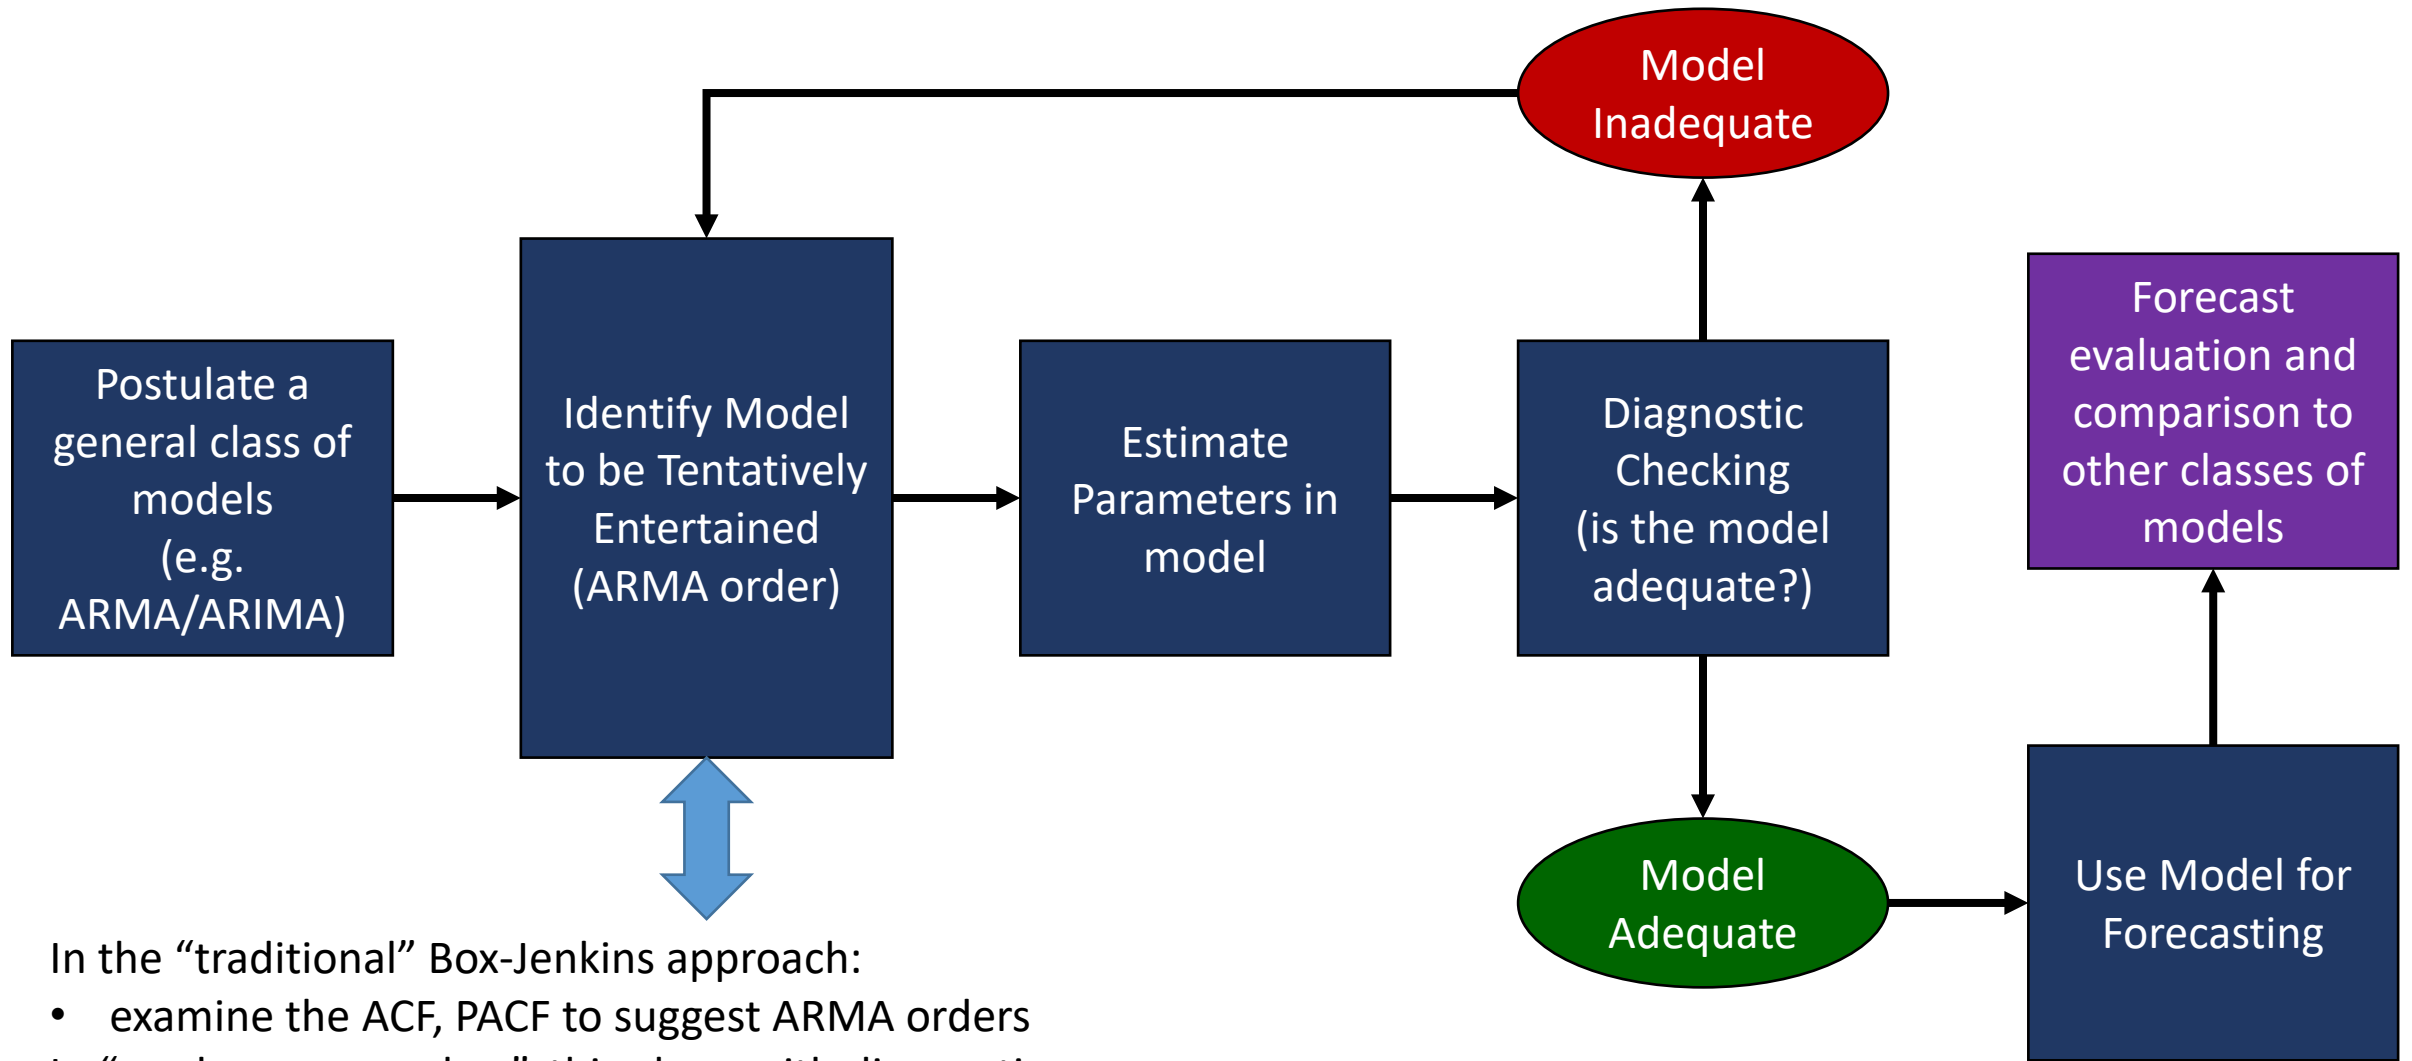 Model
Inadequate
Postulate a
general class of
models
(e.g.
ARMA/ARIMA)
Identify Model
to be Tentatively
Entertained
(ARMA order)
Estimate
Parameters in
model
Diagnostic
Checking
(is the model
adequate?)
Forecast
evaluation and
comparison to
other classes of
models
Model
Adequate
Use Model for
Forecasting
In the “traditional” Box-Jenkins approach:
• examine the ACF, PACF to suggest ARMA orders